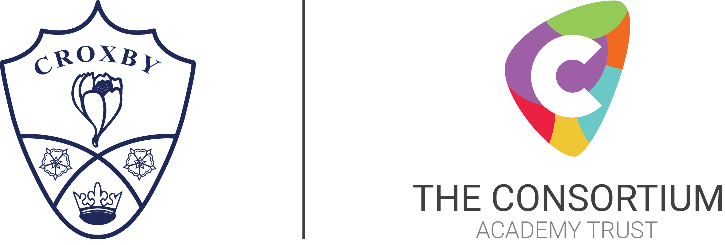 CROXBY
C
THE CONSORTIUM
ACADEMY TRUST